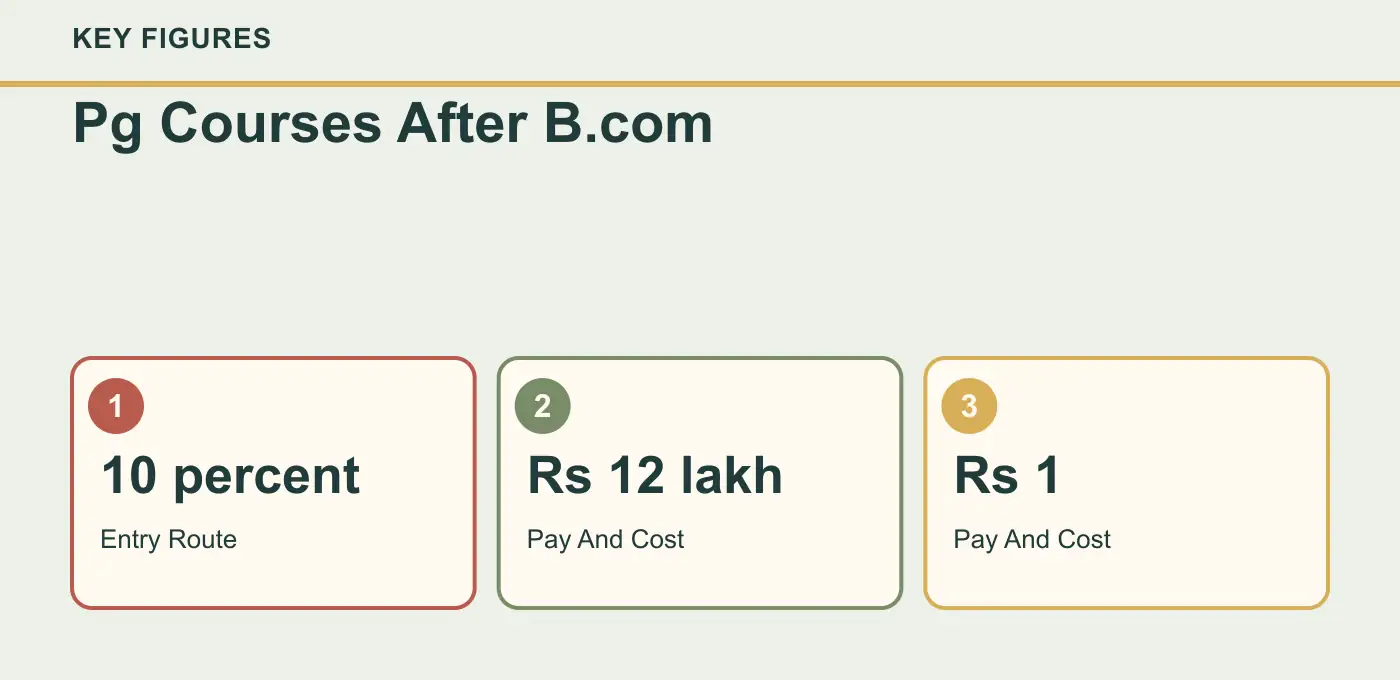 KEY FIGURES
Pg Courses After B.com
1
10 percent
Entry Route
2
Rs 12 lakh
Pay And Cost
3
Rs 1
Pay And Cost